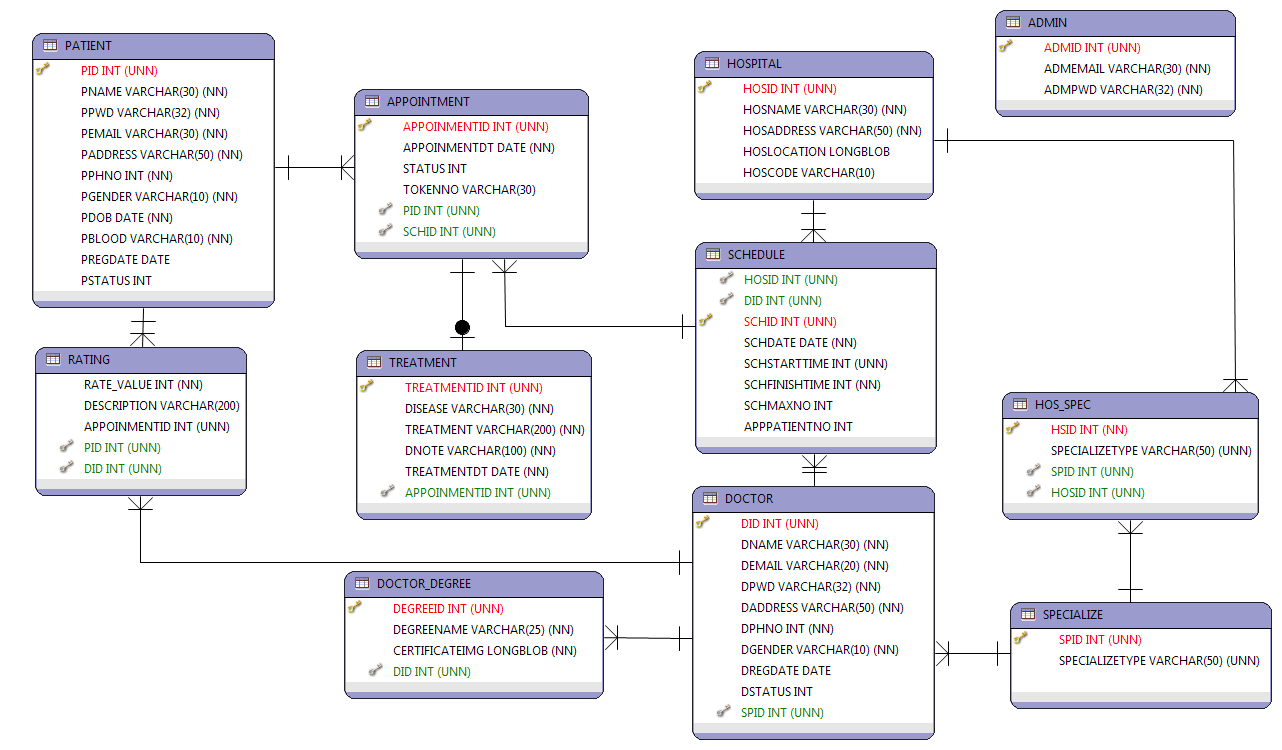 PATIENT
PID INT (UNN)
PNAME VARCHAR(30) (NN)
PPWD VARCHAR(32) (NN)
PEMAIL VARCHAR(30) (NN)
PADDRESS VARCHAR(50) (NN)
PPHNO INT (NN)
PGENDER VARCHAR(10) (NN)
PDOB DATE (NN)
PBLOOD VARCHAR(10) (NN)
PREGDATE DATE
PSTATUS INT
APPOINTMENT
APPOINMENTID INT (UNN)
APPOINMENTDT DATE (NN)
STATUS INT
TOKENNO VARCHAR(30)
PID INT (UNN)
SCHID INT (UNN)
HOSPITAL
HOSID INT (UNN)
HOSNAME VARCHAR(30) (NN)
HOSADDRESS VARCHAR(50) (NN)
HOSLOCATION LONGBLOB
HOSCODE VARCHAR(10)
ADMIN
ADMID INT (UNN)
ADMEMAIL VARCHAR(30) (NN)
ADMPWD VARCHAR(32) (NN)
SCHEDULE
HOSID INT (UNN)
DID INT (UNN)
SCHID INT (UNN)
SCHDATE DATE (NN)
SCHSTARTTIME INT (UNN)
SCHFINISHTIME INT (NN)
SCHMAXNO INT
APPPATIENTNO INT
RATING
RATE_VALUE INT (NN)
DESCRIPTION VARCHAR(200)
APPOINMENTID INT (UNN)
PID INT (UNN)
DID INT (UNN)
TREATMENT
TREATMENTID INT (UNN)
DISEASE VARCHAR(30) (NN)
TREATMENT VARCHAR(200) (NN)
DNOTE VARCHAR(100) (NN)
TREATMENTDT DATE (NN)
APPOINMENTID INT (UNN)
HOS_SPEC
HSID INT (NN)
SPECIALIZETYPE VARCHAR(50) (UNN)
SPID INT (UNN)
HOSID INT (UNN)
DOCTOR
DID INT (UNN)
DNAME VARCHAR(30) (NN)
DEMAIL VARCHAR(20) (NN)
DPWD VARCHAR(32) (NN)
DADDRESS VARCHAR(50) (NN)
DPHNO INT (NN)
DGENDER VARCHAR(10) (NN)
DREGDATE DATE
DSTATUS INT
SPID INT (UNN)
DOCTOR_DEGREE
DEGREEID INT (UNN)
DEGREENAME VARCHAR(25) (NN)
CERTIFICATEIMG LONGBLOB (NN)
DID INT (UNN)
SPECIALIZE
SPID INT (UNN)
SPECIALIZETYPE VARCHAR(50) (UNN)